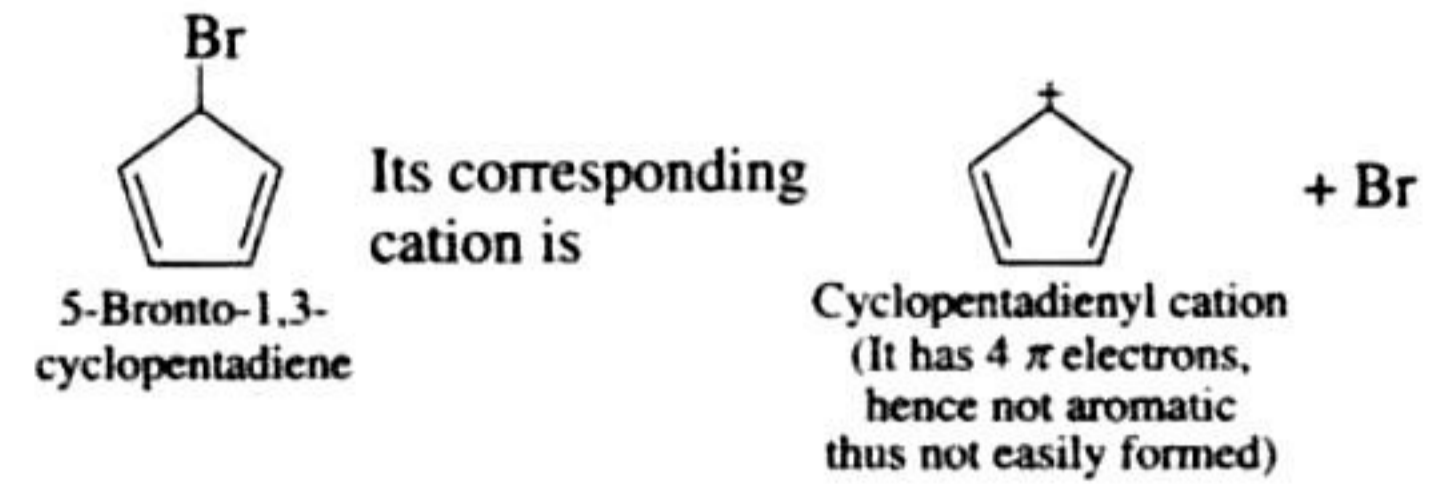 Br
Its corresponding
cation is
+
+ Br
5-Bronto-1,3-
cyclopentadiene
Cyclopentadienyl cation
(It has 4 π electrons,
hence not aromatic
thus not easily formed)